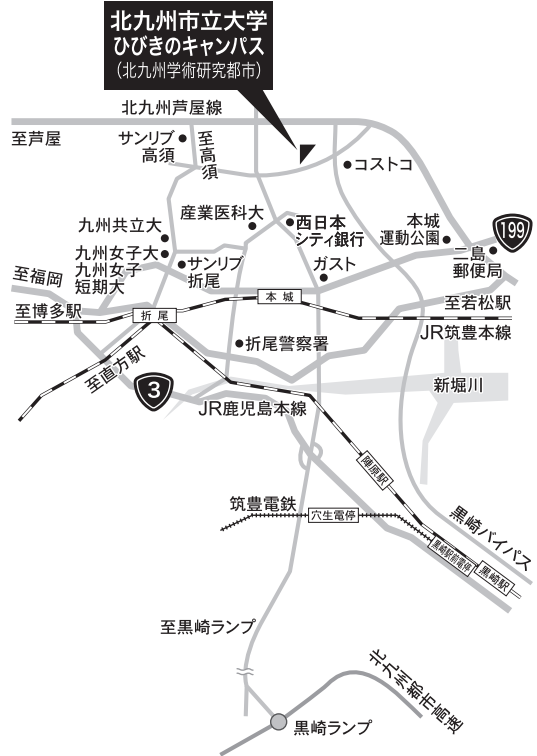 北九州市立大学
ひびきのキャンパス
（北九州学術研究都市）
北九州芦屋線
至芦屋
サンリブ
高須
至高須
コストコ
産業医科大
九州共立大
西日本
シティ銀行
本城
運動公園
199
九州女子大
九州女子
短期大
サンリブ
折尾
ガスト
二島
郵便局
至福岡
至博多駅
折尾
本城
至若松駅
JR筑豊本線
折尾警察署
至直方駅
3
新堀川
JR鹿児島本線
陣原駅
筑豊電鉄
穴生電停
黒崎バイパス
黒崎駅前電停
黒崎駅
至黒崎ランプ
北九州都市高速
黒崎ランプ